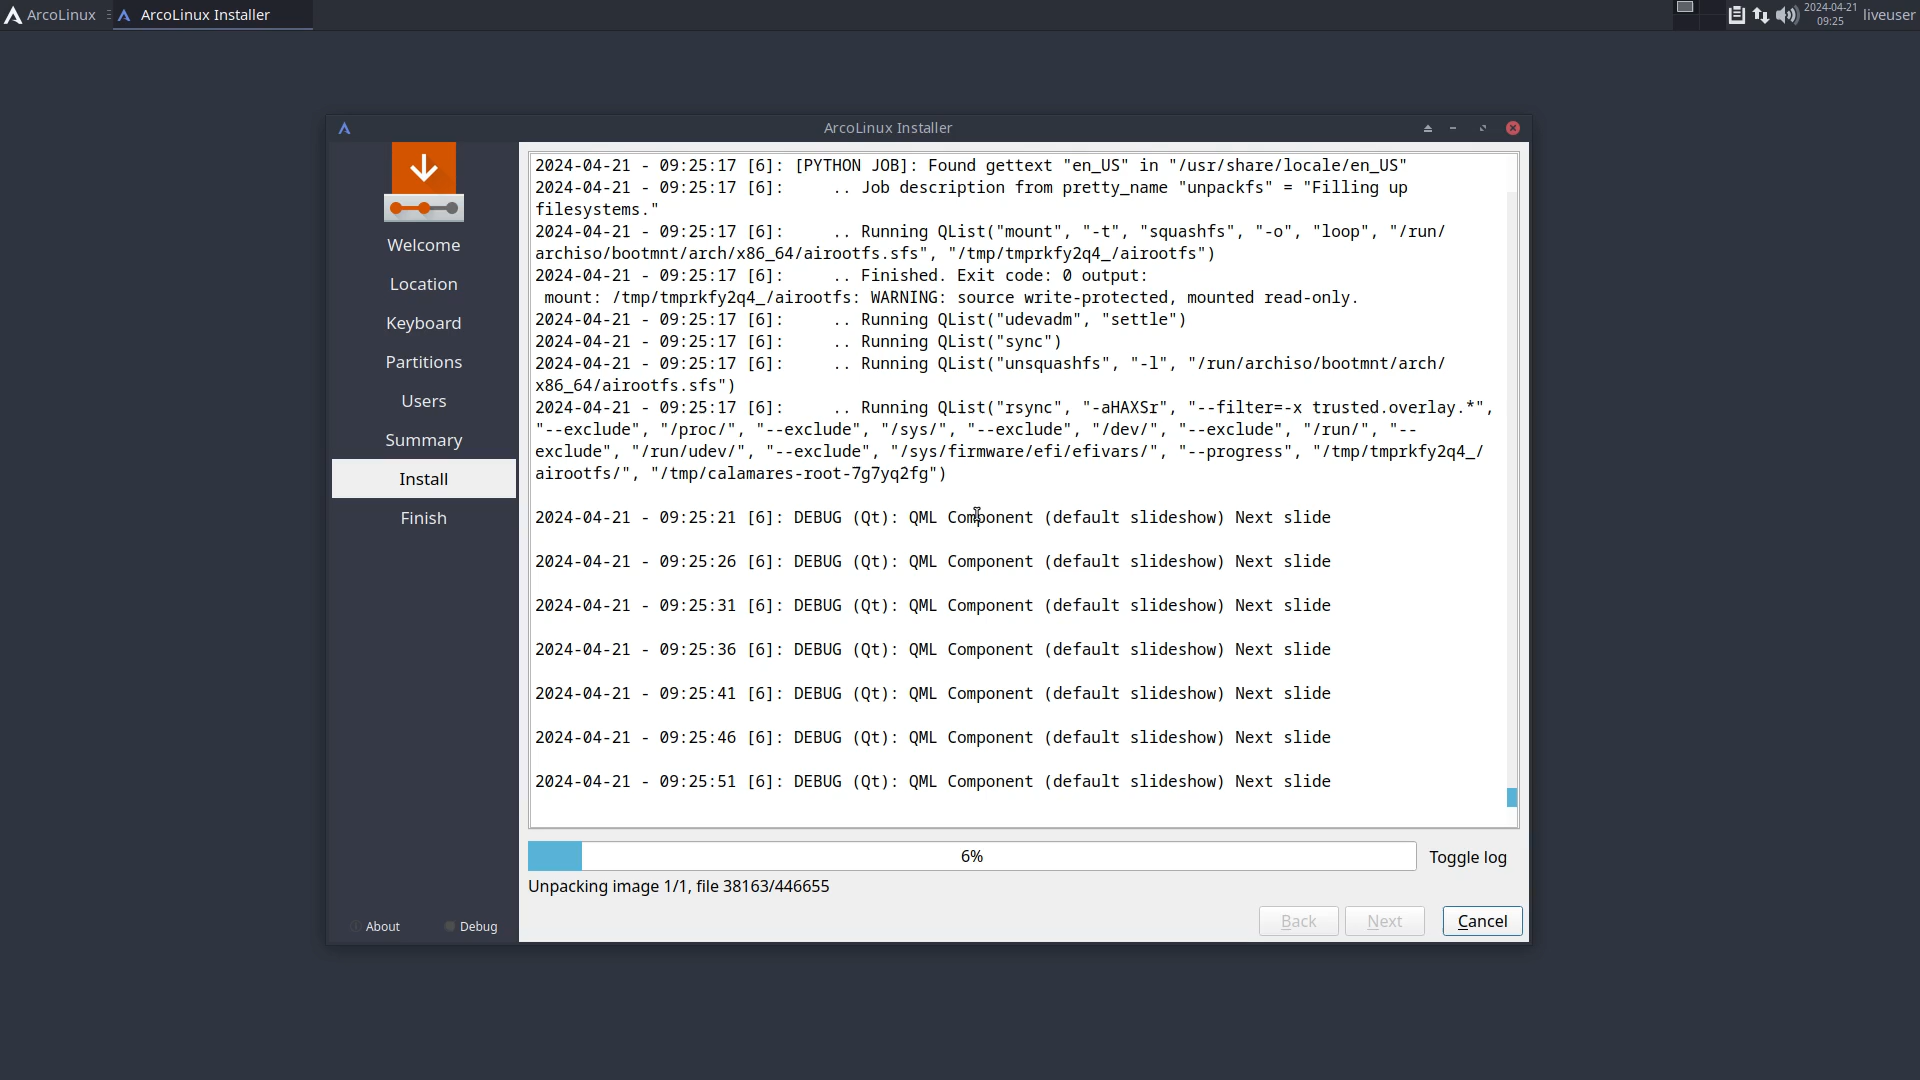 ArcoLinux
ArcoLinux Installer
2024-04-21
09:25
liveuser
ArcoLinux Installer
Welcome
Location
Keyboard
Partitions
Users
Summary
Install
Finish
About
Debug
2024-04-21 - 09:25:17 [6]: [PYTHON JOB]: Found gettext "en_US" in "/usr/share/locale/en_US"
2024-04-21 - 09:25:17 [6]:     .. Job description from pretty_name "unpackfs" = "Filling up
filesystems."
2024-04-21 - 09:25:17 [6]:     .. Running QList("mount", "-t", "squashfs", "-o", "loop", "/run/
archiso/bootmnt/arch/x86_64/airootfs.sfs", "/tmp/tmprkfy2q4_/airootfs")
2024-04-21 - 09:25:17 [6]:     .. Finished. Exit code: 0 output:
mount: /tmp/tmprkfy2q4_/airootfs: WARNING: source write-protected, mounted read-only.
2024-04-21 - 09:25:17 [6]:     .. Running QList("udevadm", "settle")
2024-04-21 - 09:25:17 [6]:     .. Running QList("sync")
2024-04-21 - 09:25:17 [6]:     .. Running QList("unsquashfs", "-l", "/run/archiso/bootmnt/arch/
x86_64/airootfs.sfs")
2024-04-21 - 09:25:17 [6]:     .. Running QList("rsync", "-aHAXSr", "--filter=-x trusted.overlay.*",
"--exclude", "/proc/", "--exclude", "/sys/", "--exclude", "/dev/", "--exclude", "/run/", "--
exclude", "/run/udev/", "--exclude", "/sys/firmware/efi/efivars/", "--progress", "/tmp/tmprkfy2q4_/
airootfs/", "/tmp/calamares-root-7g7yq2fg")
2024-04-21 - 09:25:21 [6]: DEBUG (Qt): QML Component (default slideshow) Next slide
2024-04-21 - 09:25:26 [6]: DEBUG (Qt): QML Component (default slideshow) Next slide
2024-04-21 - 09:25:31 [6]: DEBUG (Qt): QML Component (default slideshow) Next slide
2024-04-21 - 09:25:36 [6]: DEBUG (Qt): QML Component (default slideshow) Next slide
2024-04-21 - 09:25:41 [6]: DEBUG (Qt): QML Component (default slideshow) Next slide
2024-04-21 - 09:25:46 [6]: DEBUG (Qt): QML Component (default slideshow) Next slide
2024-04-21 - 09:25:51 [6]: DEBUG (Qt): QML Component (default slideshow) Next slide
6%
Toggle log
Unpacking image 1/1, file 38163/446655
Back
Next
Cancel